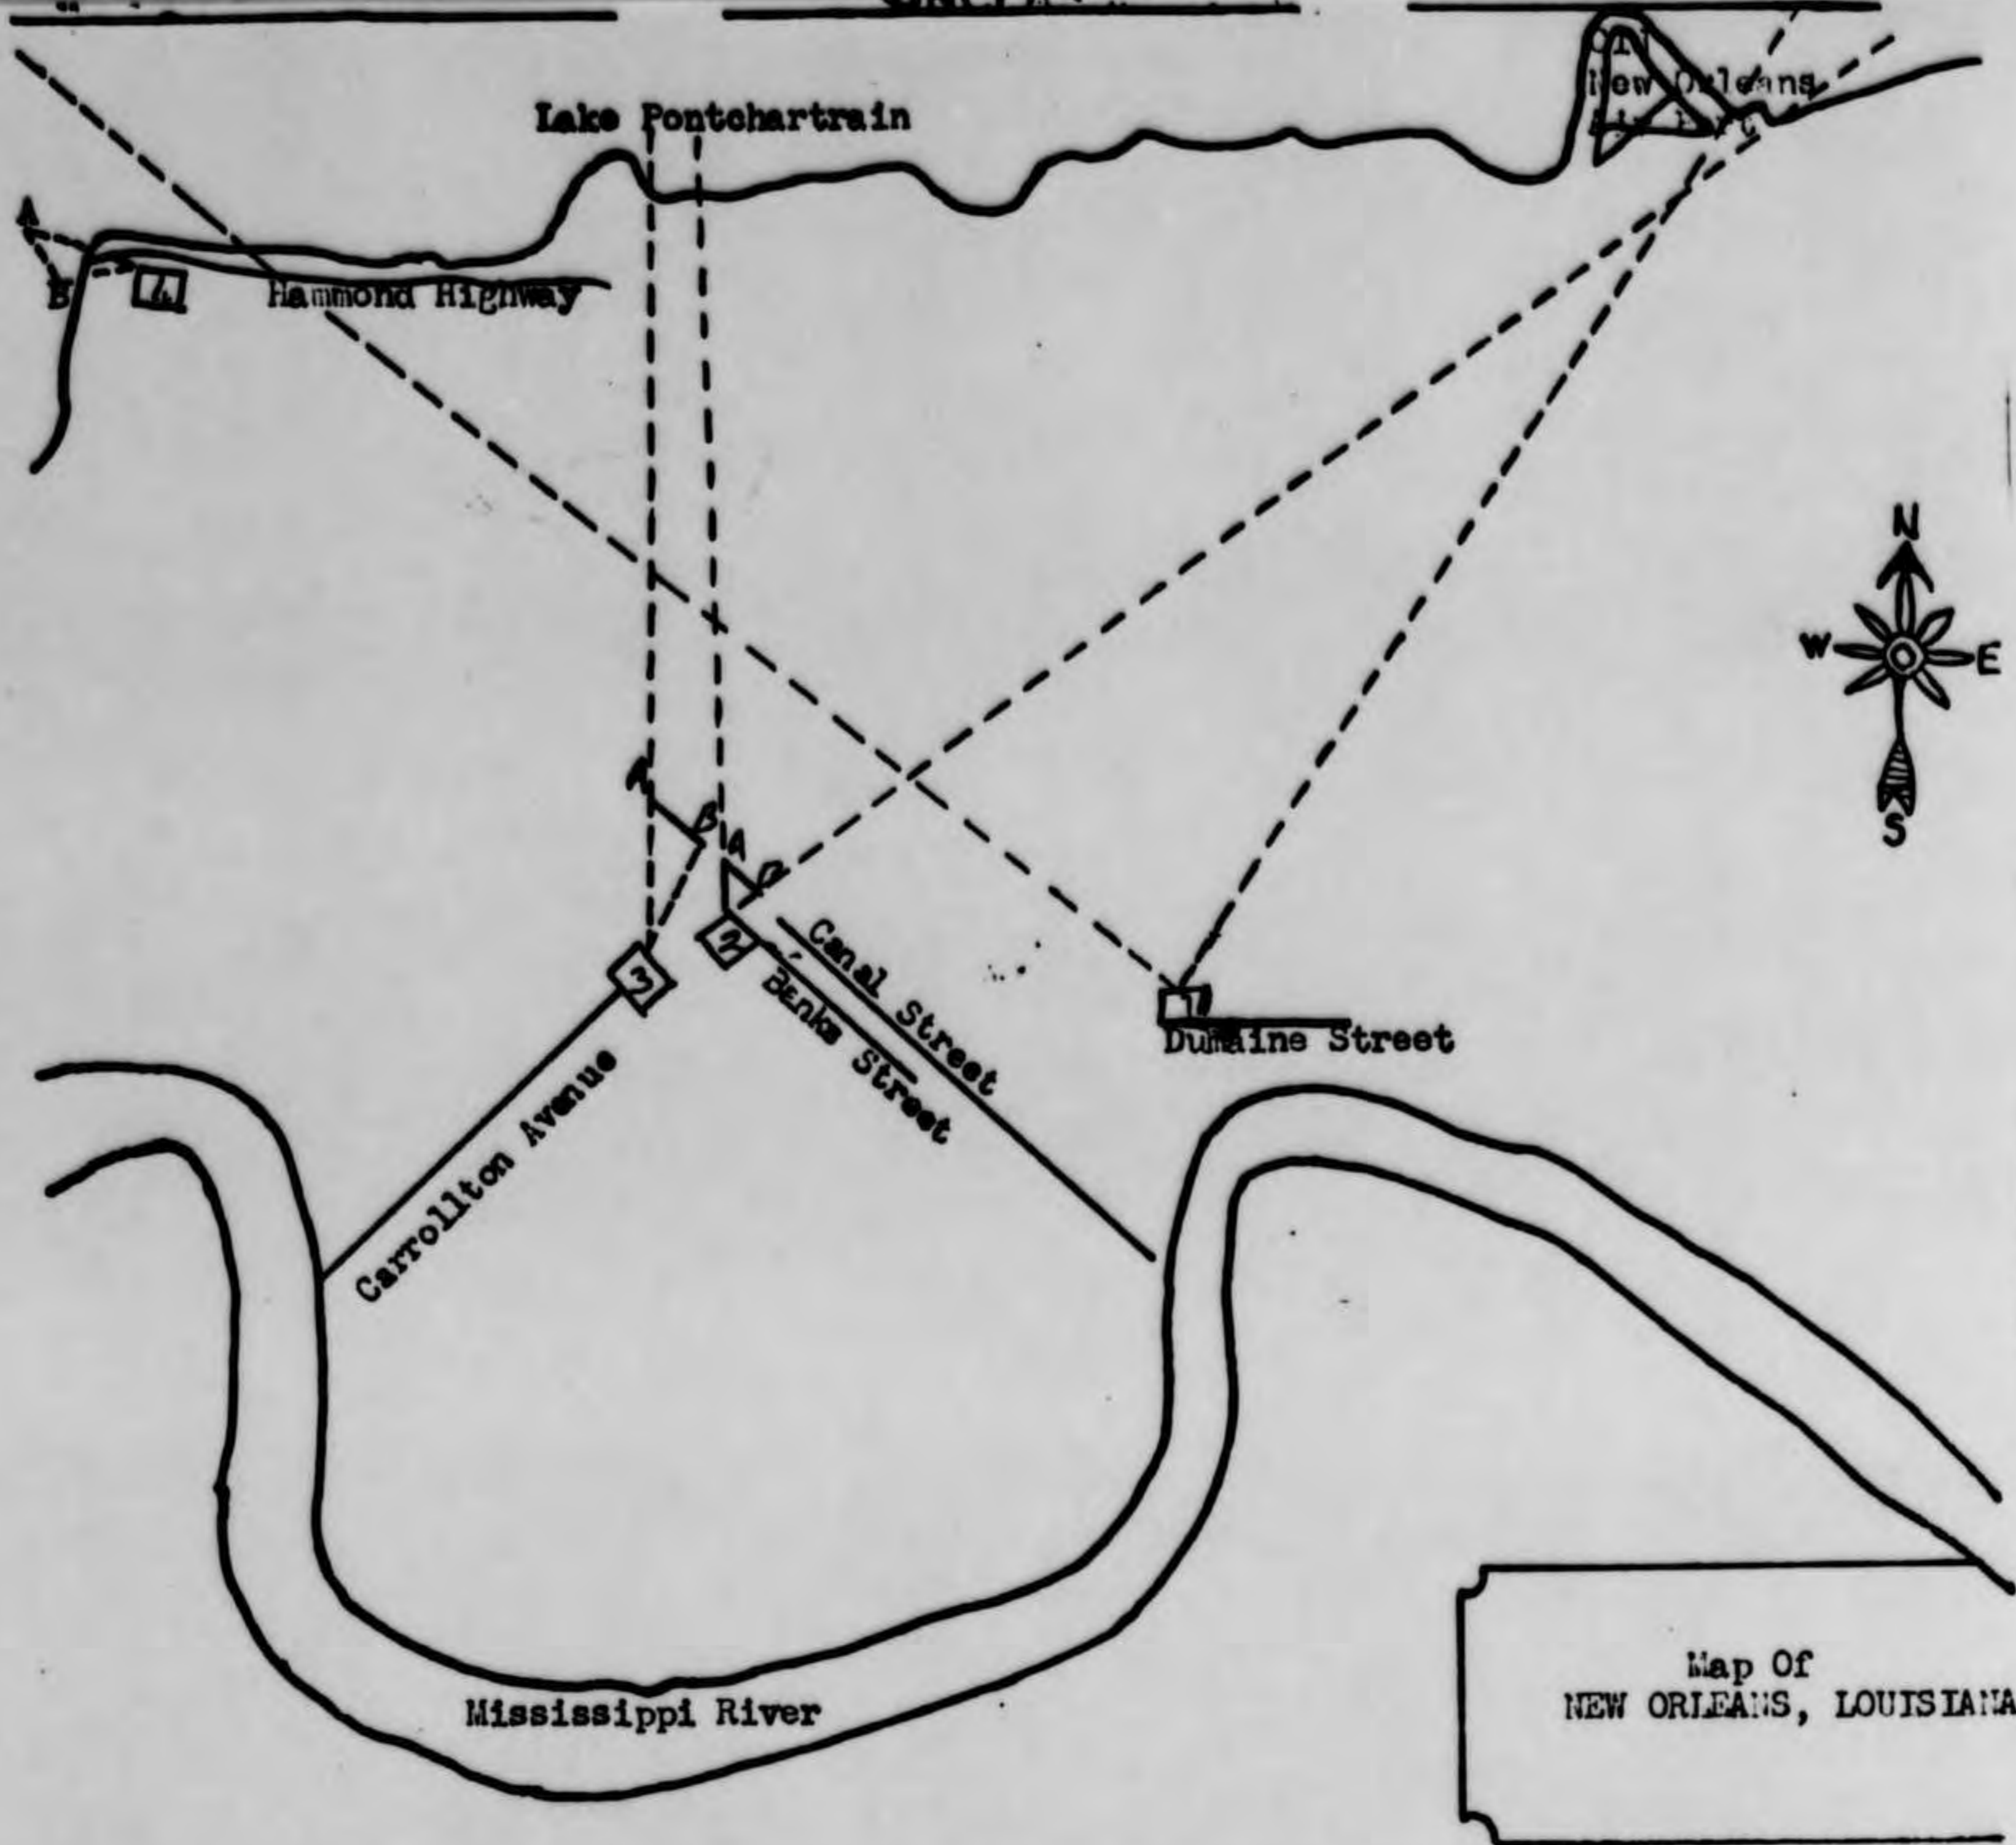 Lake Pontchartrain
Old
New Orleans
A
B
4
Hammond Highway
N
W
E
S
A
B
A
2
3
Canal Street
Banks Street
1
Dumaine Street
Carrollton Avenue
Mississippi River
Map Of
NEW ORLEANS, LOUISIANA